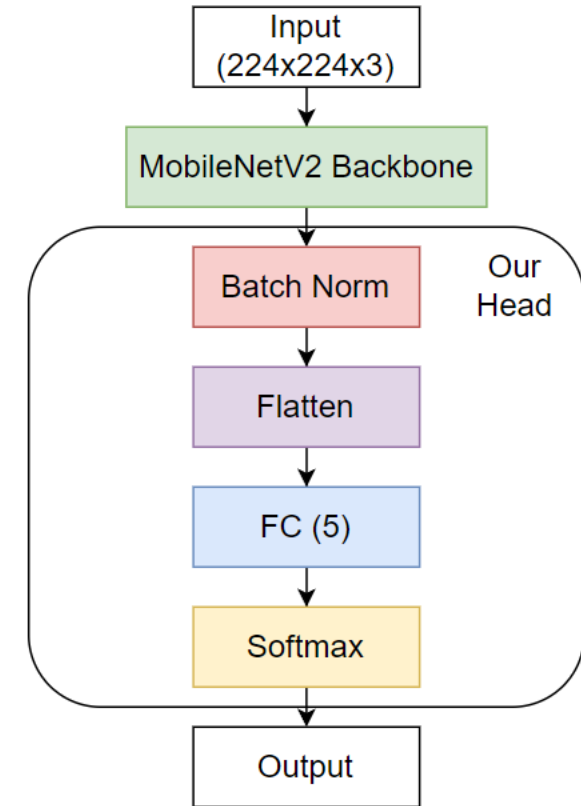 Input
(224x224x3)
MobileNetV2 Backbone
Our
Head
Batch Norm
Flatten
FC (5)
Softmax
Output